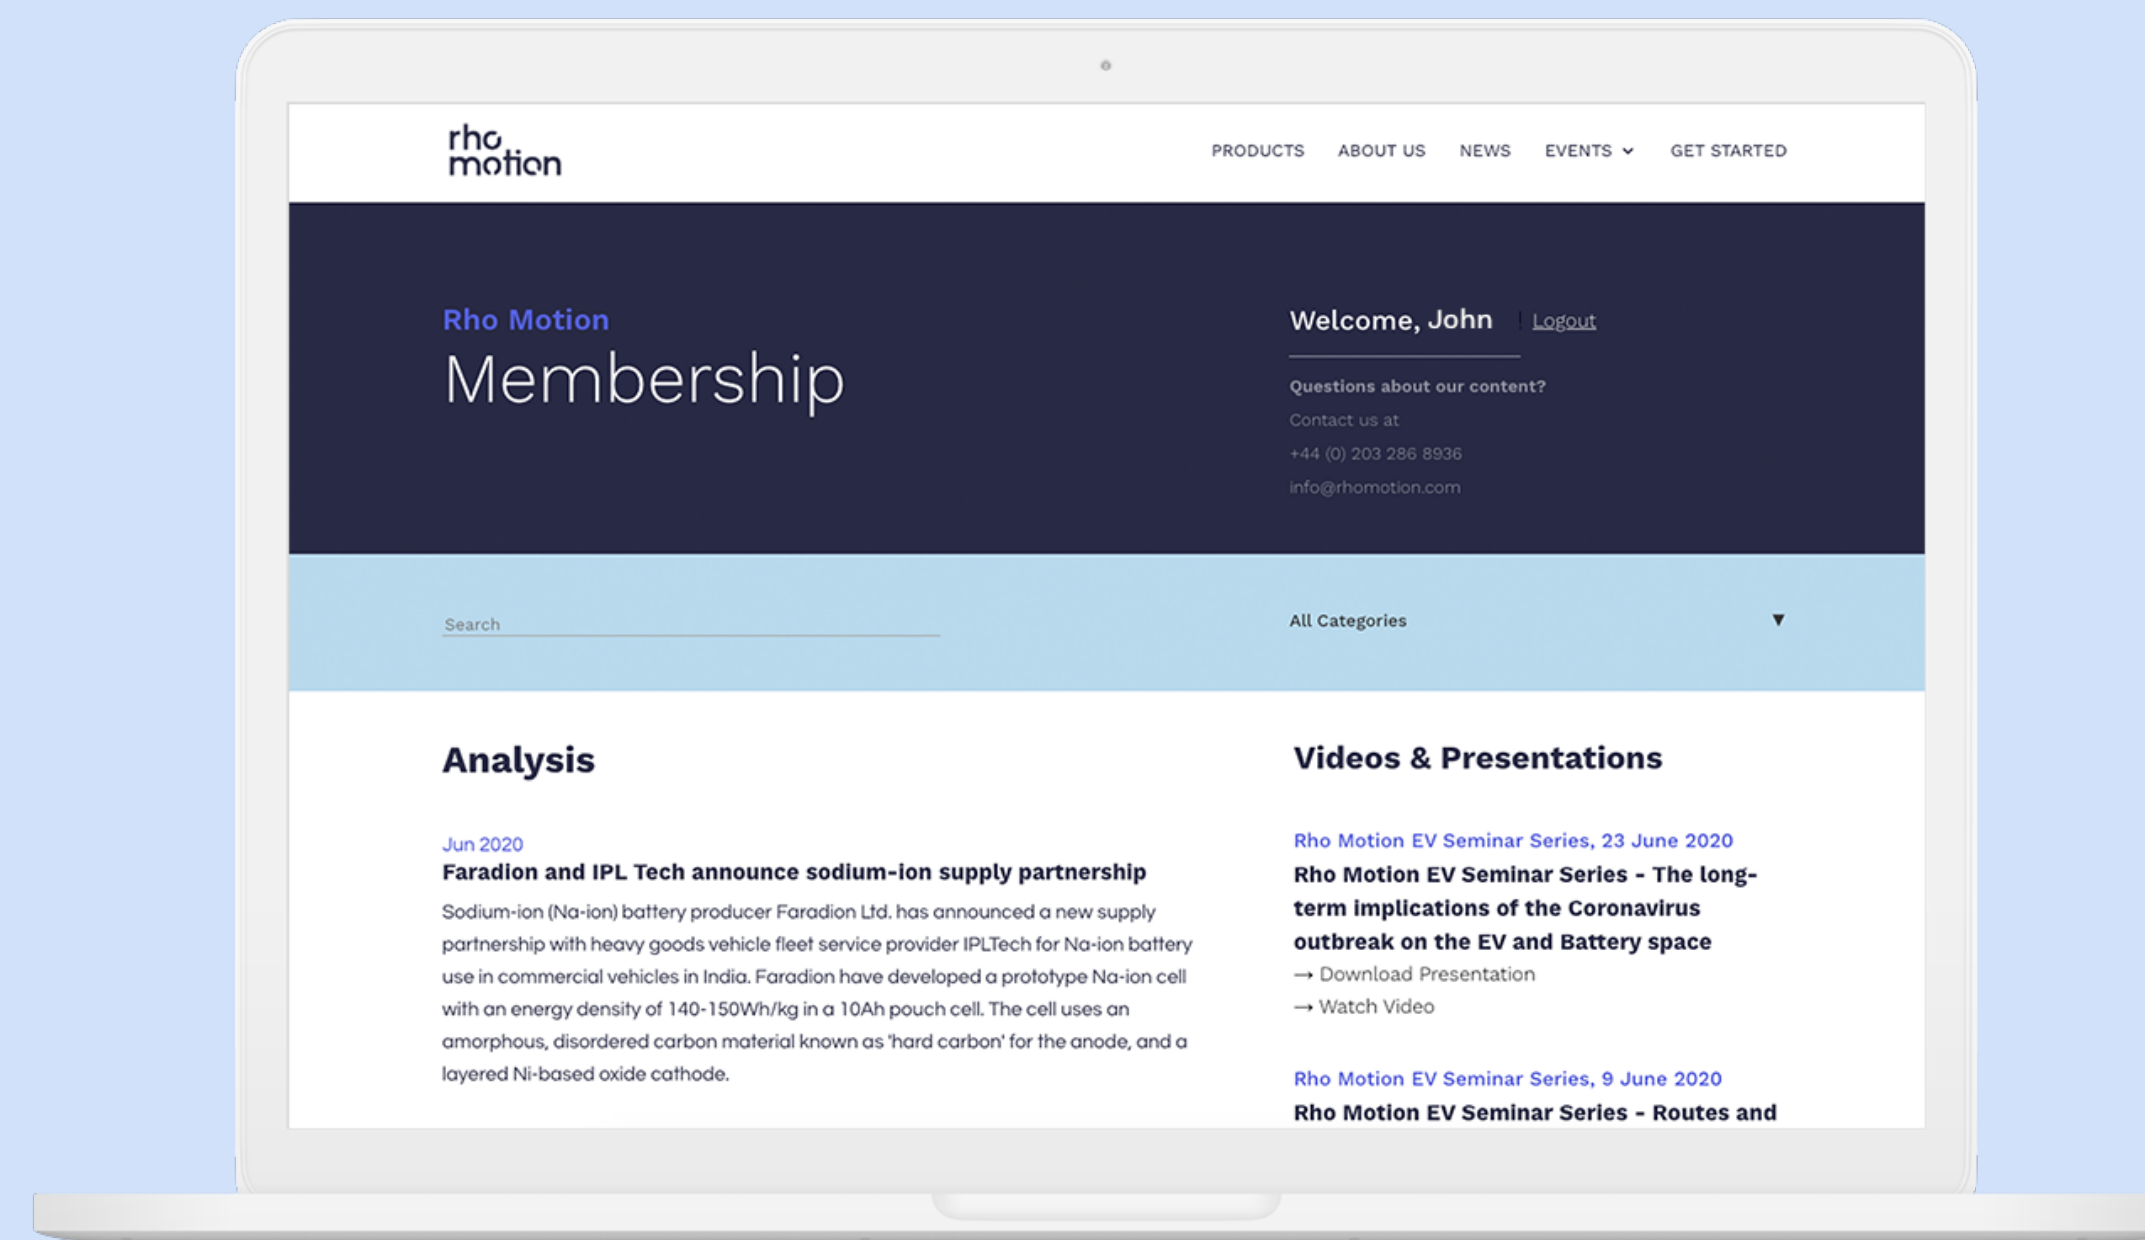 rho
motion
PRODUCTS ABOUT US NEWS EVENTS GET STARTED
Rho Motion
Membership
Welcome, John Logout
Questions about our content?
Contact us at
+44 (0) 203 286 8936
info@rhomotion.com
Search
All Categories
Analysis
Jun 2020
Faradion and IPL Tech announce sodium-ion supply partnership
Sodium-ion (Na-ion) battery producer Faradion Ltd. has announced a new supply
partnership with heavy goods vehicle fleet service provider IPLTech for Na-ion battery
use in commercial vehicles in India. Faradion have developed a prototype Na-ion cell
with an energy density of 140-150Wh/kg in a 10Ah pouch cell. The cell uses an
amorphous, disordered carbon material known as 'hard carbon' for the anode, and a
layered Ni-based oxide cathode.
Videos & Presentations
Rho Motion EV Seminar Series, 23 June 2020
Rho Motion EV Seminar Series - The long-
term implications of the Coronavirus
outbreak on the EV and Battery space
→ Download Presentation
→ Watch Video
Rho Motion EV Seminar Series, 9 June 2020
Rho Motion EV Seminar Series - Routes and